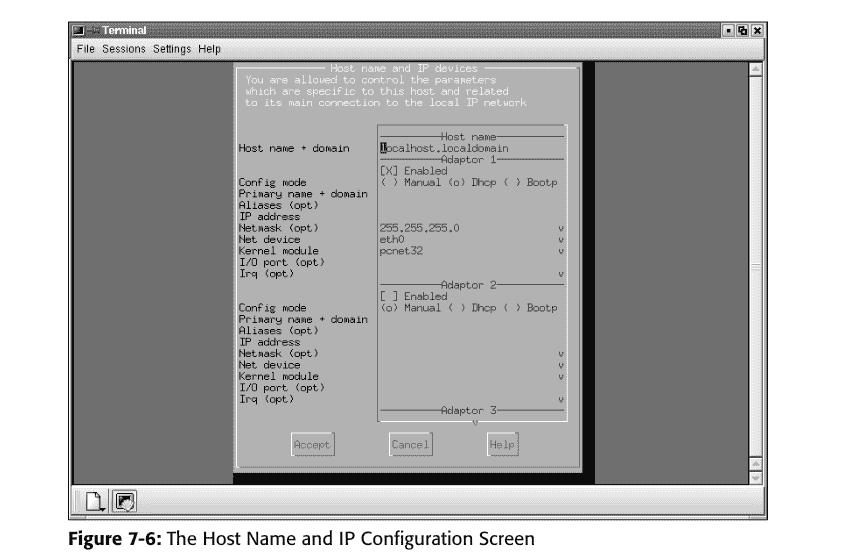 Terminal
File Sessions Settings Help
Host name and IP devices
You are allowed to control the parameters
which are specific to this host and related
to its main connection to the local IP network
Host name
Host name + domain localhost.localdomain
Adaptor 1
[X] Enabled
Config mode ( ) Manual (o) Dhcp ( ) Bootp
Primary name + domain
Aliases (opt)
IP address
Netmask (opt) 255.255.255.0 v
Net device eth0 v
Kernel module pcnet32 v
I/O port (opt)
Irq (opt) v
Adaptor 2
[ ] Enabled
Config mode (o) Manual ( ) Dhcp ( ) Bootp
Primary name + domain
Aliases (opt)
IP address
Netmask (opt) v
Net device v
Kernel module v
I/O port (opt)
Irq (opt) v
Adaptor 3
v
Accept Cancel Help
Figure 7-6: The Host Name and IP Configuration Screen